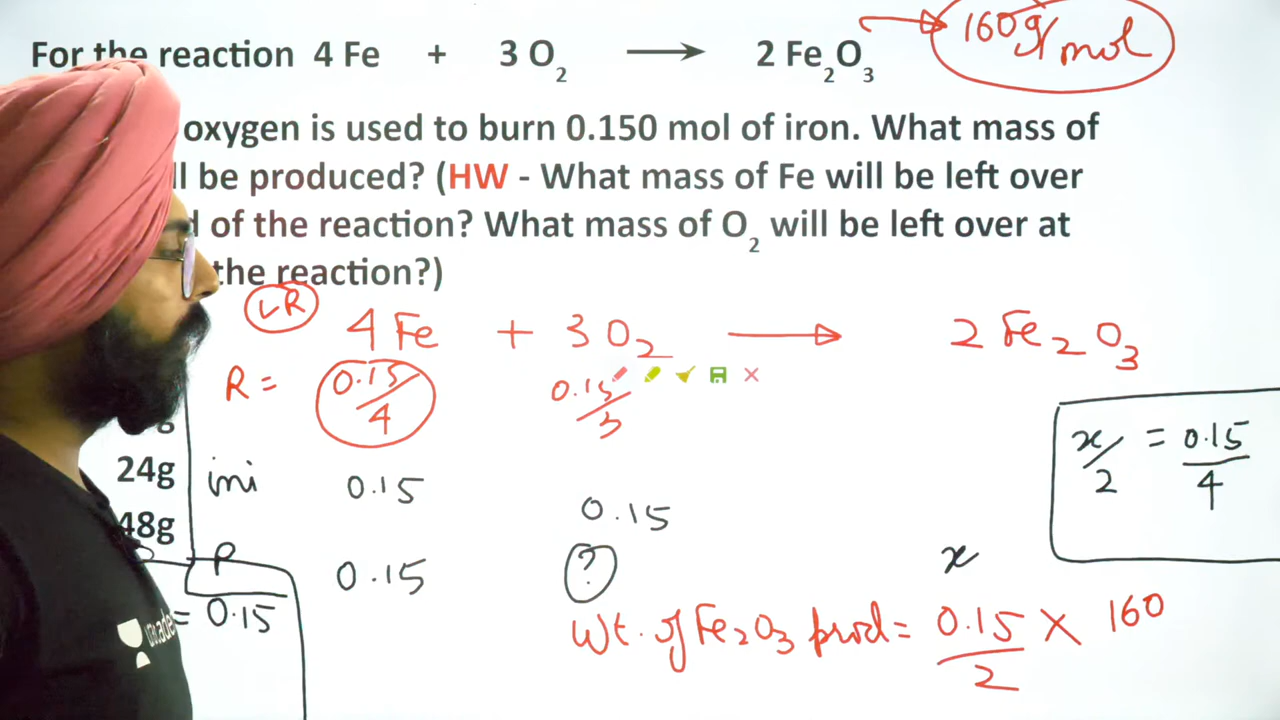 For the reaction 4 Fe + 3 O₂ ⟶ 2 Fe₂O₃ → 160 g/mol
oxygen is used to burn 0.150 mol of iron. What mass of
ll be produced? (HW - What mass of Fe will be left over
d of the reaction? What mass of O₂ will be left over at
the reaction?)
LR
4 Fe + 3 O₂ → 2 Fe₂O₃
R = 0.15/4 0.15/3
x/2 = 0.15/4
24g
48g
ini 0.15 0.15
P 0.15 ? x
= 0.15
Wt. of Fe₂O₃ prod = 0.15/2 × 160